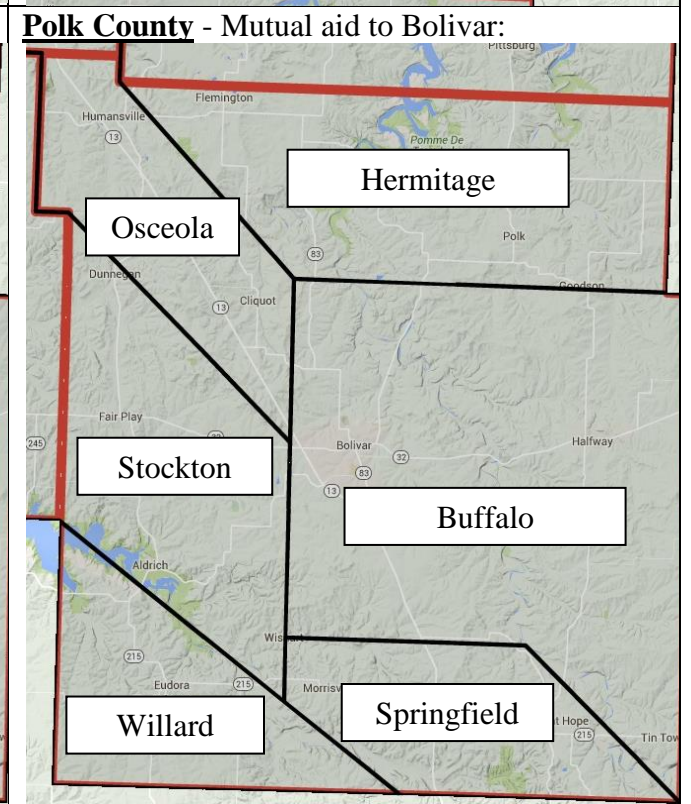 Polk County - Mutual aid to Bolivar:
Pittsburg
Flemington
Humansville
13
Pomme De
Hermitage
Osceola
Polk
83
Dunnegan
Goodson
13
Cliquot
Fair Play
245
Bolivar
32
Halfway
Stockton
83
13
Buffalo
Aldrich
215
Eudora
215
Willard
Springfield
t Hope
215
Tin Tow